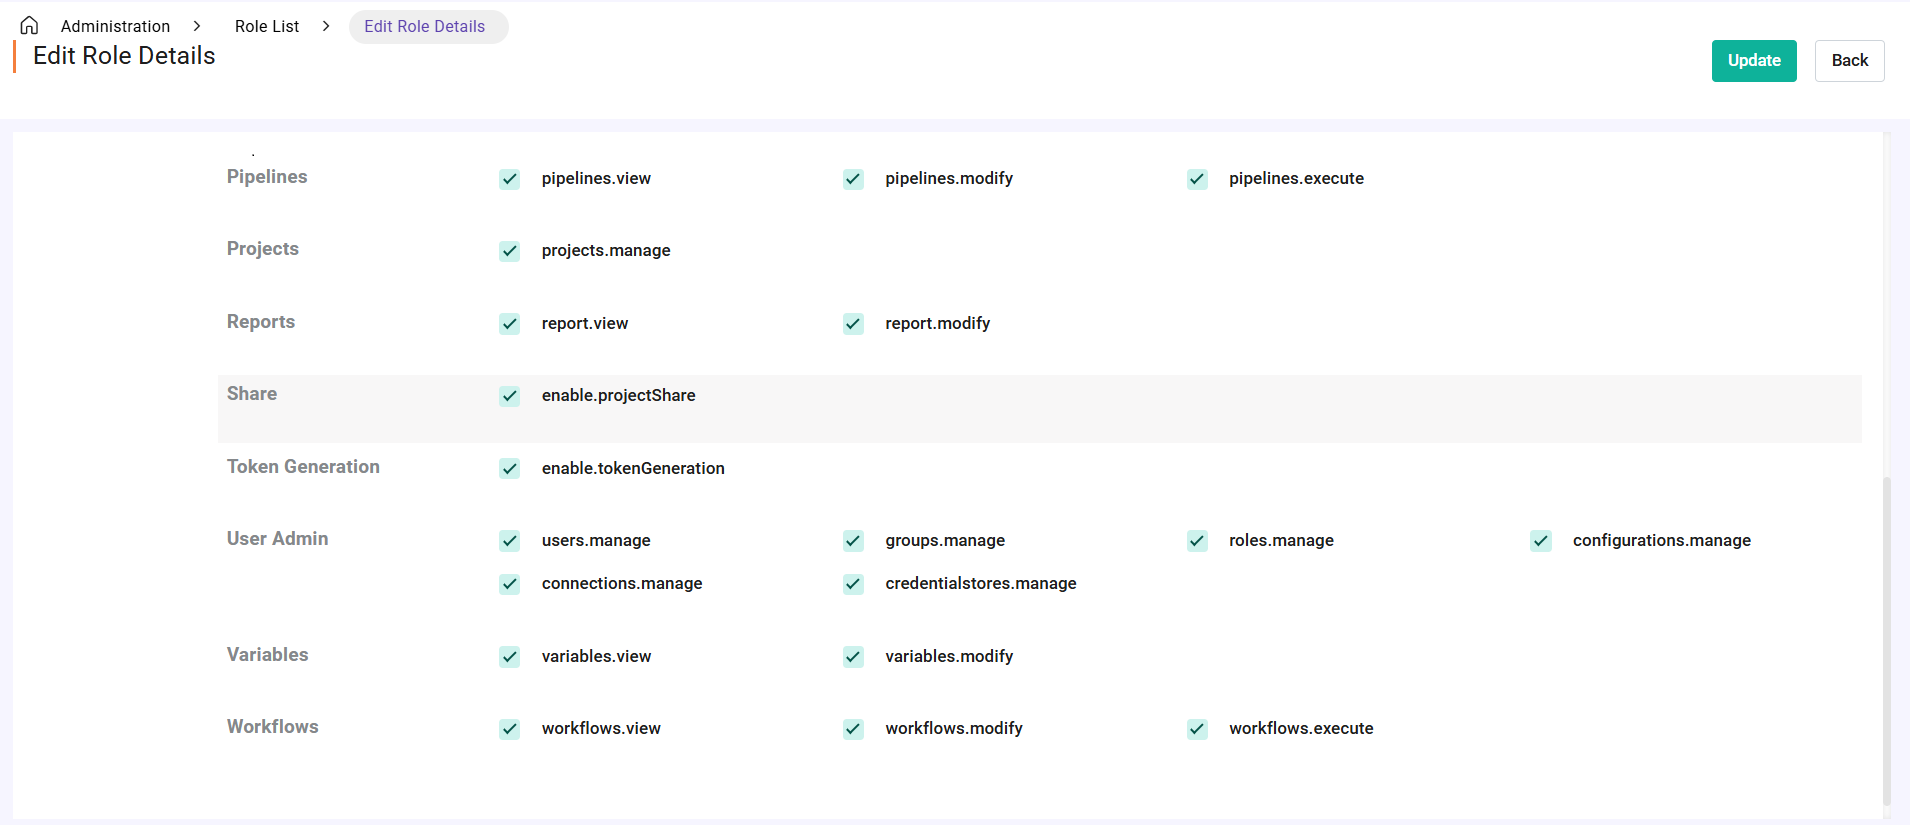 Administration > Role List > Edit Role Details
Edit Role Details
Update Back
Pipelines pipelines.view pipelines.modify pipelines.execute
Projects projects.manage
Reports report.view report.modify
Share enable.projectShare
Token Generation enable.tokenGeneration
User Admin users.manage groups.manage roles.manage configurations.manage
connections.manage credentialstores.manage
Variables variables.view variables.modify
Workflows workflows.view workflows.modify workflows.execute